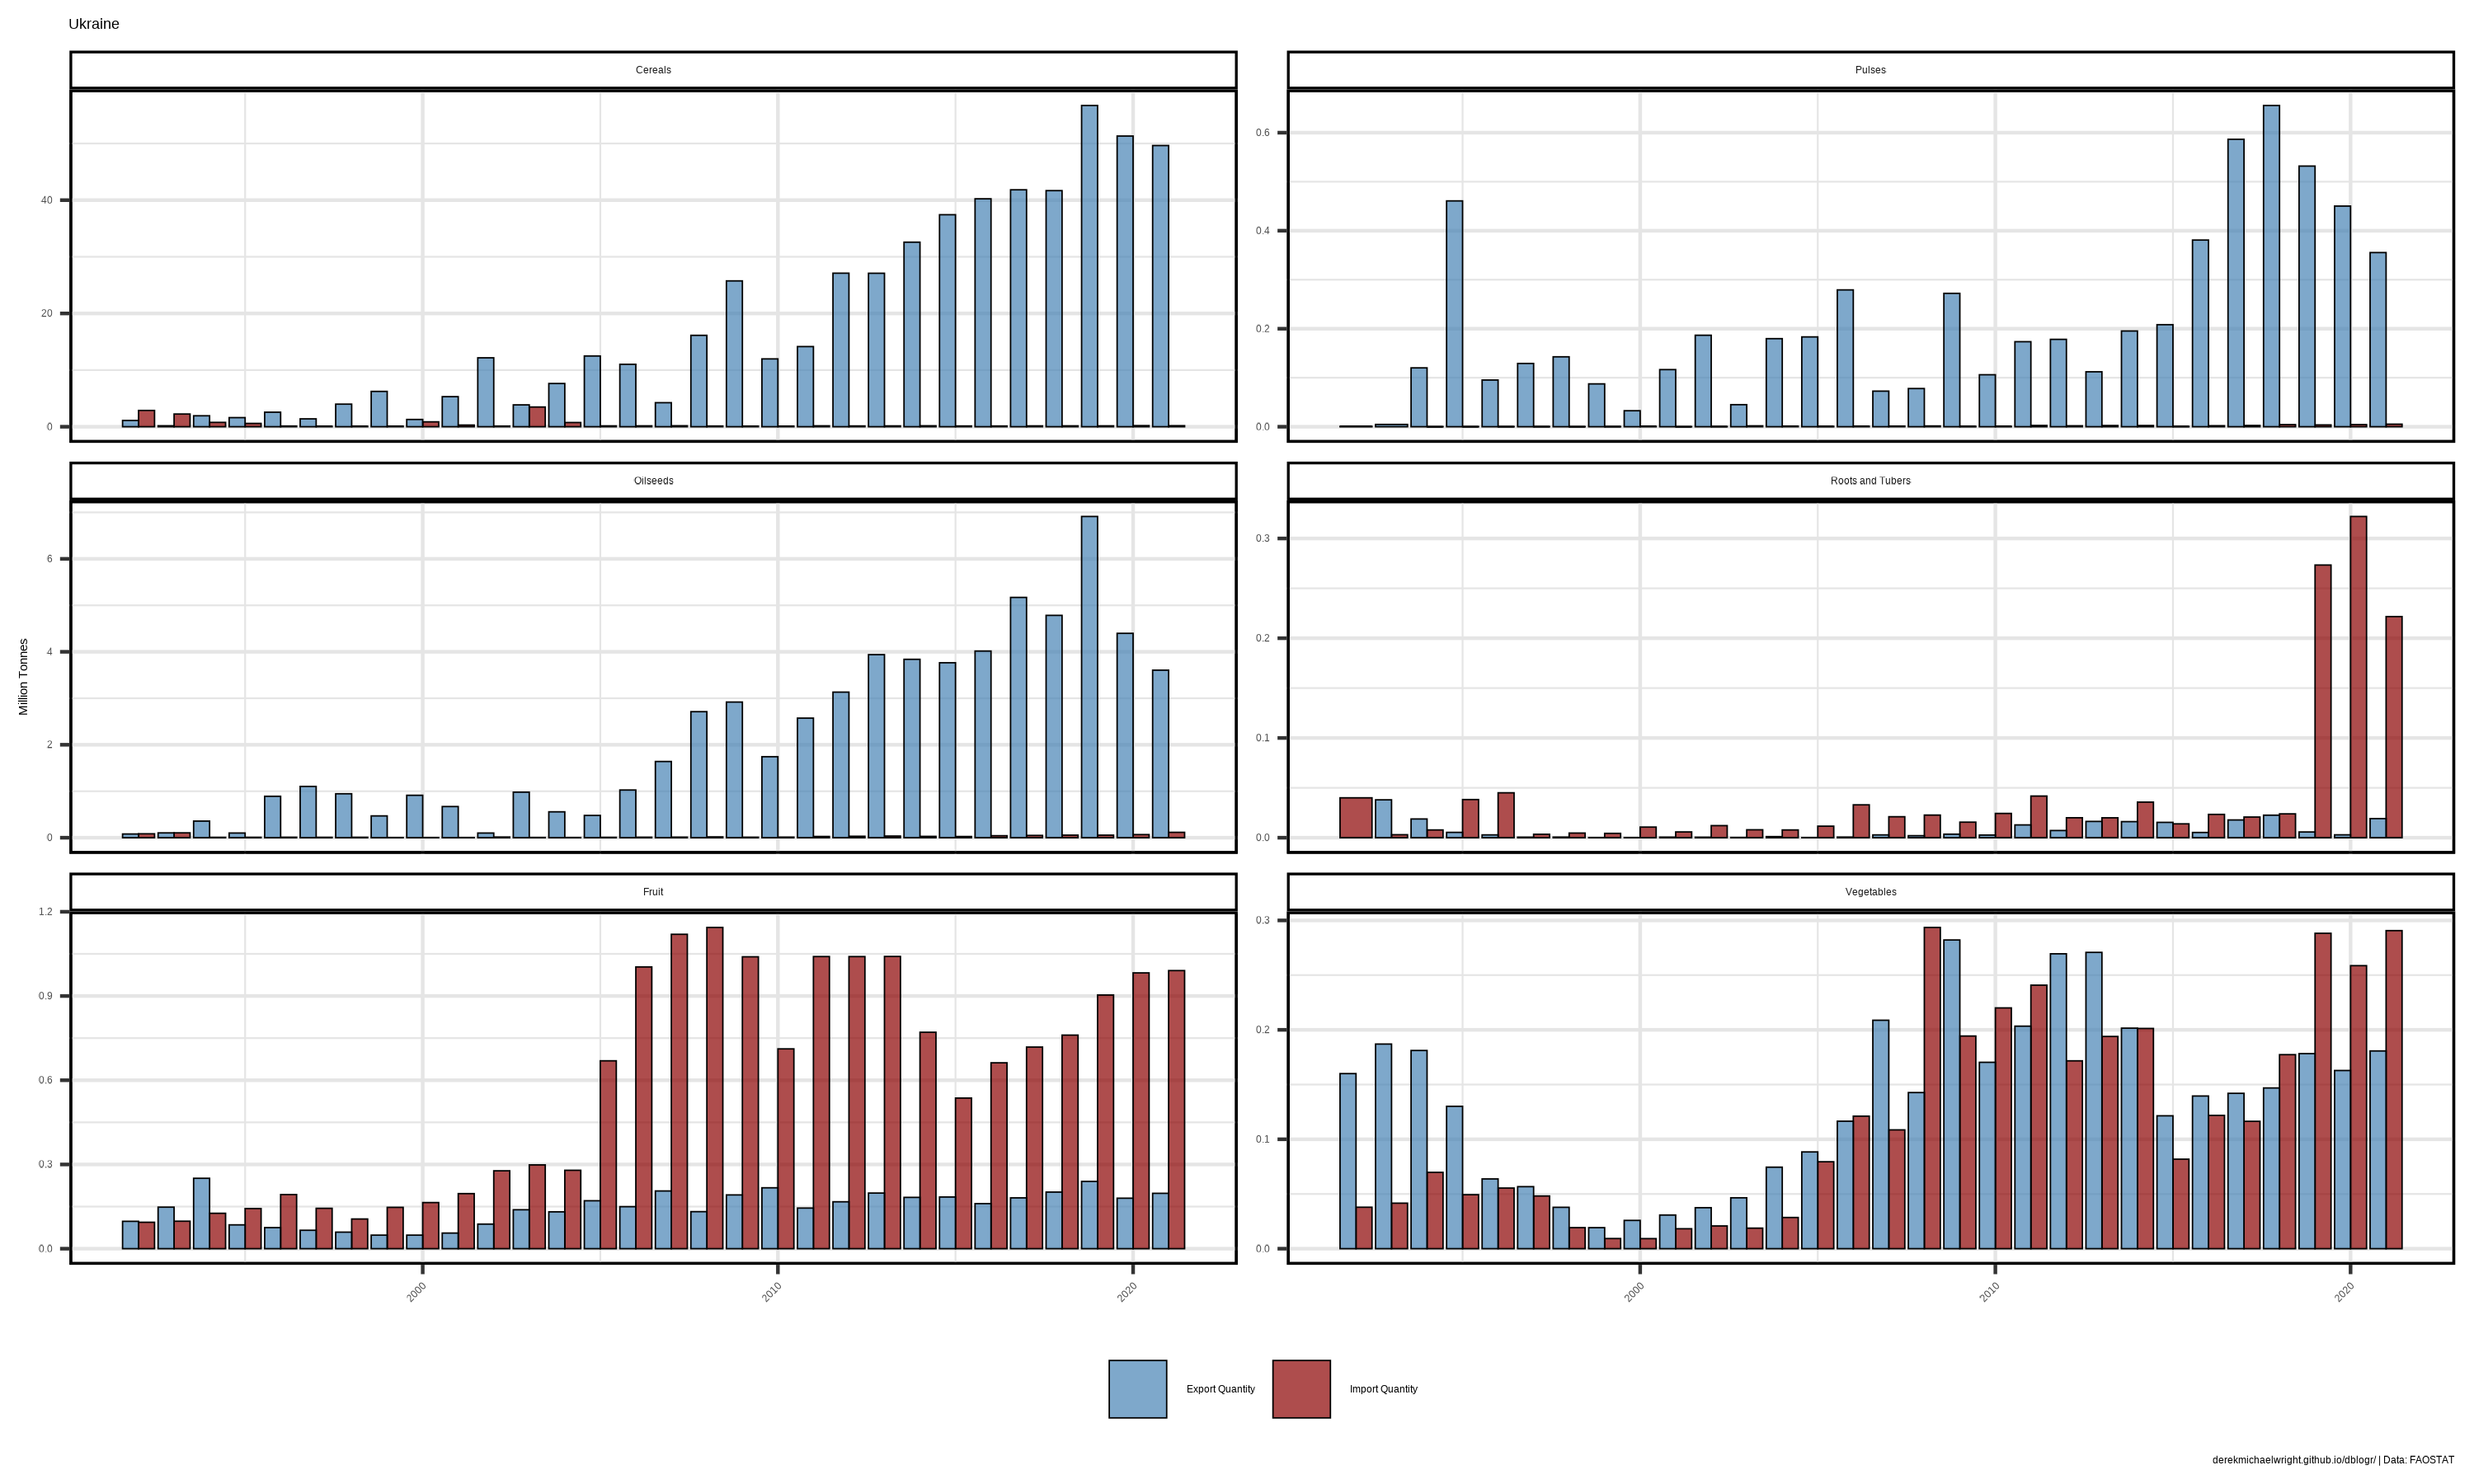 Ukraine
Cereals
Pulses
40
20
0
0.6
0.4
0.2
0.0
Oilseeds
Roots and Tubers
Million Tonnes
6
4
2
0
0.3
0.2
0.1
0.0
Fruit
Vegetables
1.2
0.9
0.6
0.3
0.0
0.3
0.2
0.1
0.0
2000
2010
2020
2000
2010
2020
Export Quantity
Import Quantity
derekmichaelwright.github.io/dblogr/ | Data: FAOSTAT